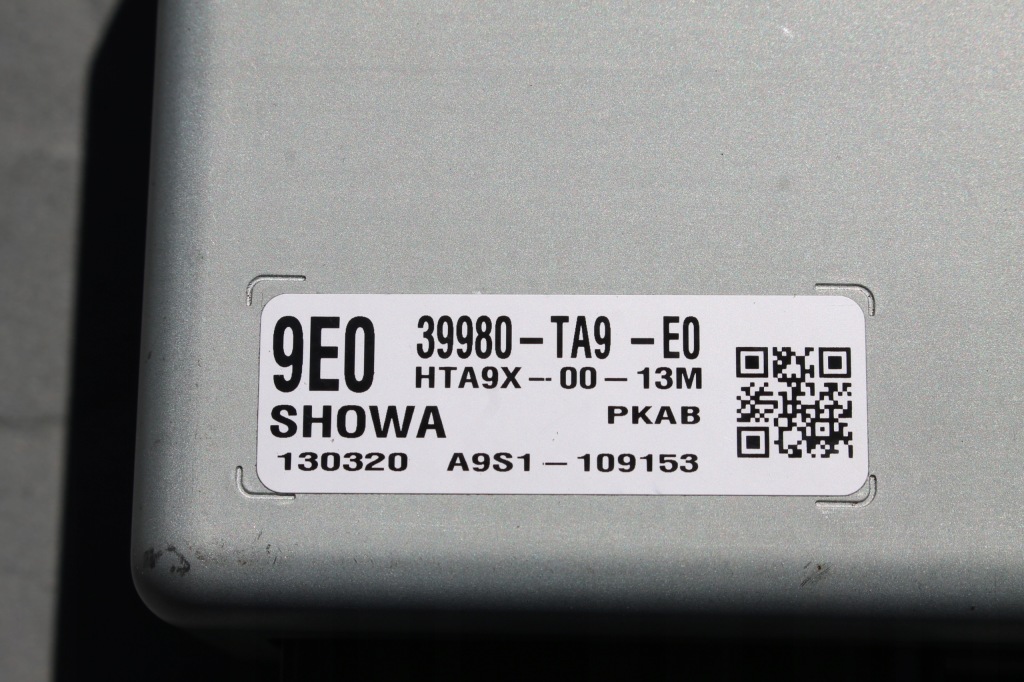 9E0 39980-TA9 -E0
HTA9X-00-13M
SHOWA PKAB
130320 A9S1-109153